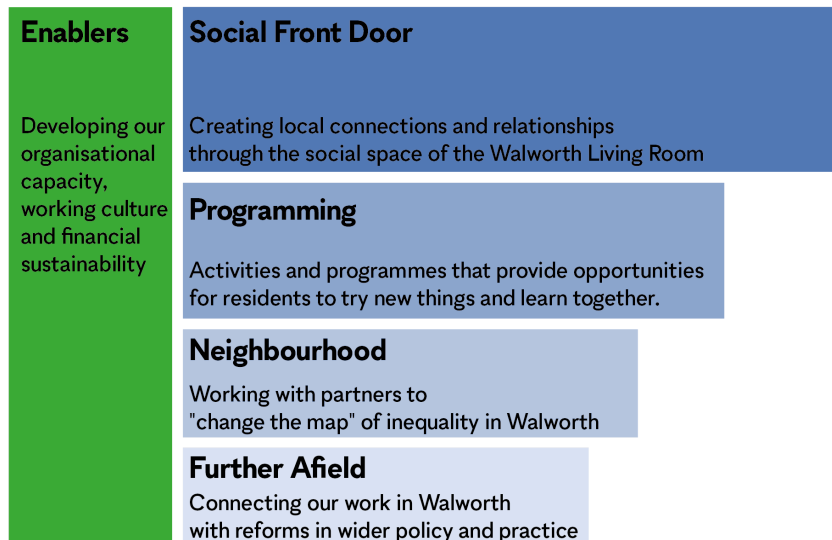 Enablers
Developing our
organisational
capacity,
working culture
and financial
sustainability
Social Front Door
Creating local connections and relationships
through the social space of the Walworth Living Room
Programming
Activities and programmes that provide opportunities
for residents to try new things and learn together.
Neighbourhood
Working with partners to
"change the map" of inequality in Walworth
Further Afield
Connecting our work in Walworth
with reforms in wider policy and practice